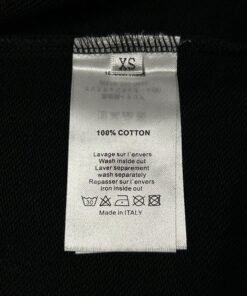 XS
100% COTTON
Lavage sur l'envers
Wash inside out
Laver separement
wash separately
Repasser sur l'envers
iron inside out
Made in ITALY